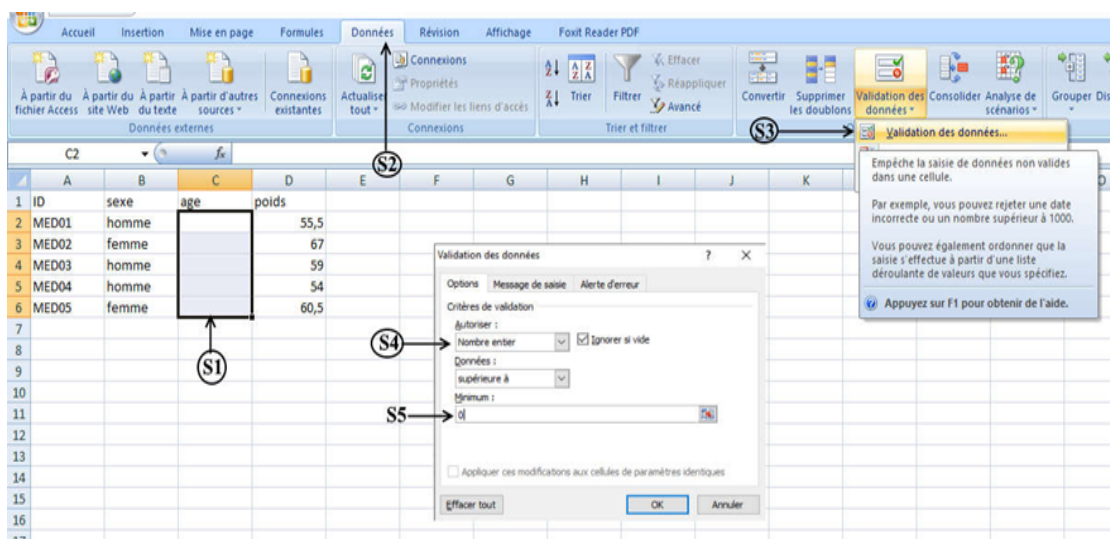 Accueil Insertion Mise en page Formules Données Révision Affichage Foxit Reader PDF
À partir du fichier Access
À partir du site Web
À partir du texte
À partir d'autres sources
Connexions existantes
Données externes
Actualiser tout
Connexions
Propriétés
Modifier les liens d'accès
Connexions
Trier
Filtrer
Effacer
Réappliquer
Avancé
Trier et filtrer
Convertir
Supprimer les doublons
Validation des données
Consolider
Analyse de scénarios
Grouper
S3
Validation des données...
C2 fx
S2
Empêche la saisie de données non valides
dans une cellule.
Par exemple, vous pouvez rejeter une date
incorrecte ou un nombre supérieur à 1000.
Vous pouvez également ordonner que la
saisie s'effectue à partir d'une liste
déroulante de valeurs que vous spécifiez.
Appuyez sur F1 pour obtenir de l'aide.
A B C D E F G H I J K
1 ID sexe age poids
2 MED01 homme 55,5
3 MED02 femme 67
4 MED03 homme 59
5 MED04 homme 54
6 MED05 femme 60,5
7
8
9
10
11
12
13
14
15
16
S1
Validation des données ? X
Options Message de saisie Alerte d'erreur
Critères de validation
Autoriser :
S4
Nombre entier Ignorer si vide
Données :
supérieure à
Minimum :
S5
0
Appliquer ces modifications aux cellules de paramètres identiques
Effacer tout OK Annuler